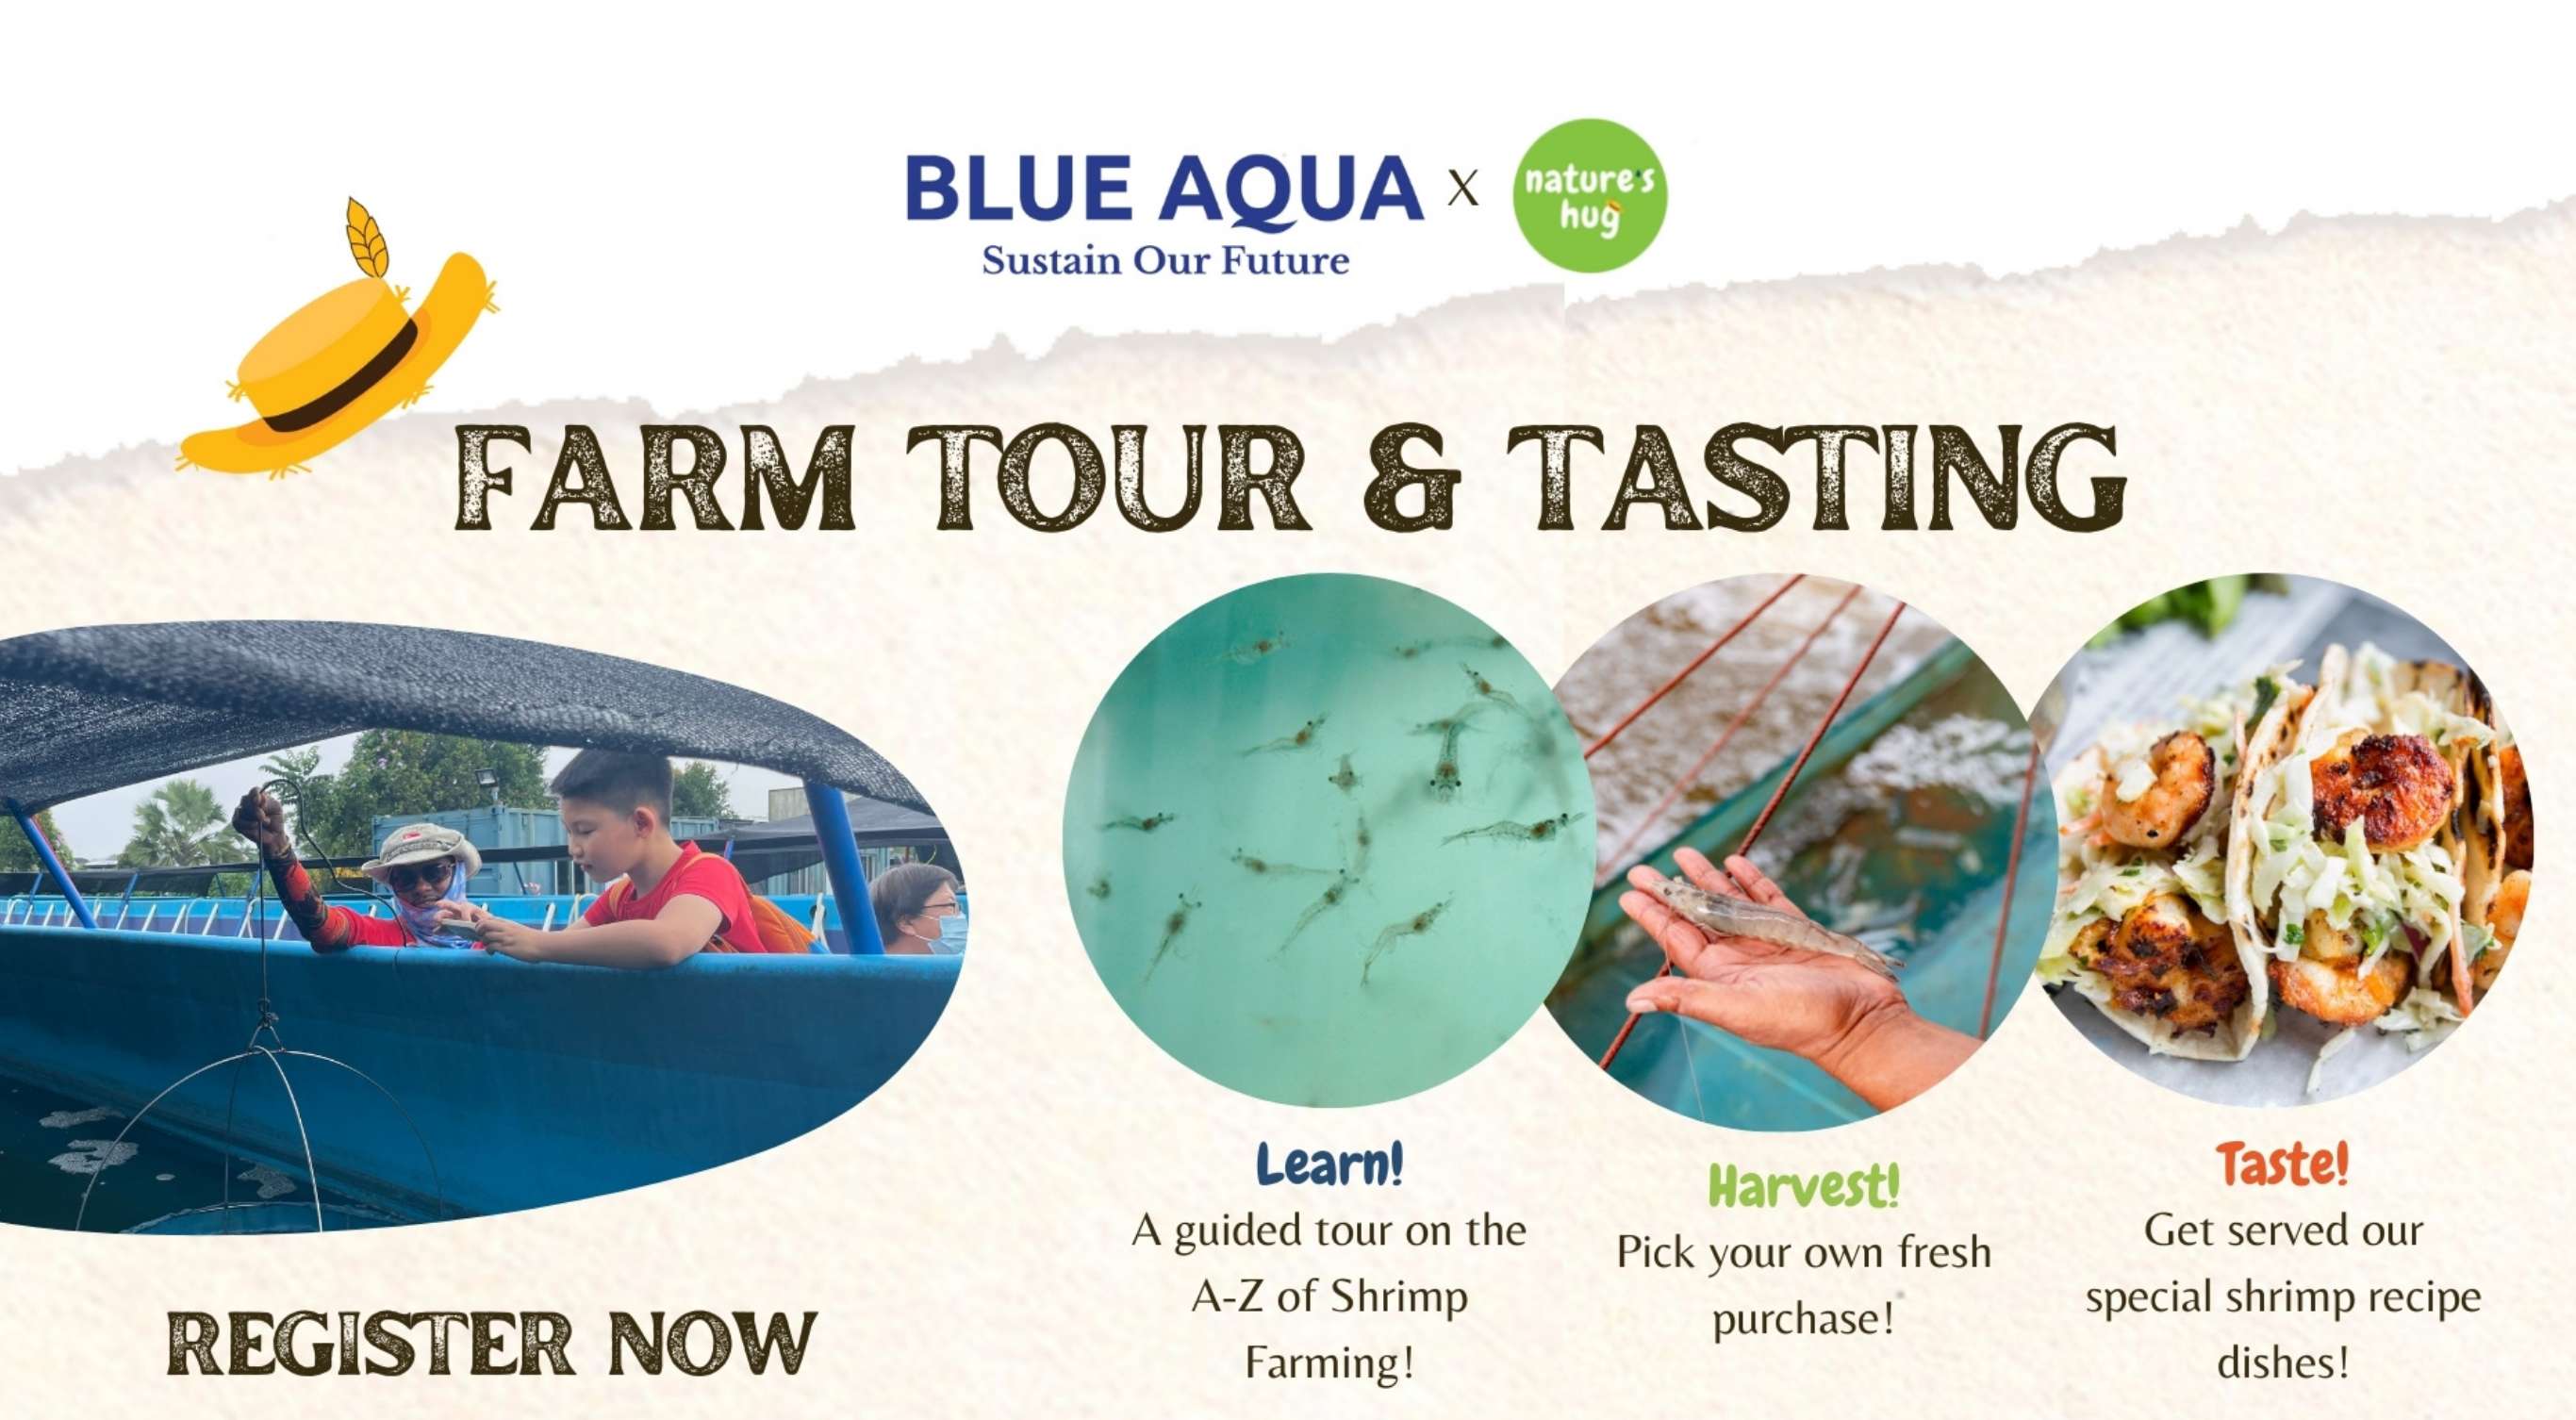 BLUE AQUA X nature's
hug
Sustain Our Future
FARM TOUR & TASTING
Learn!
A guided tour on the
A-Z of Shrimp
Farming!
Harvest!
Pick your own fresh
purchase!
Taste!
Get served our
special shrimp recipe
dishes!
REGISTER NOW